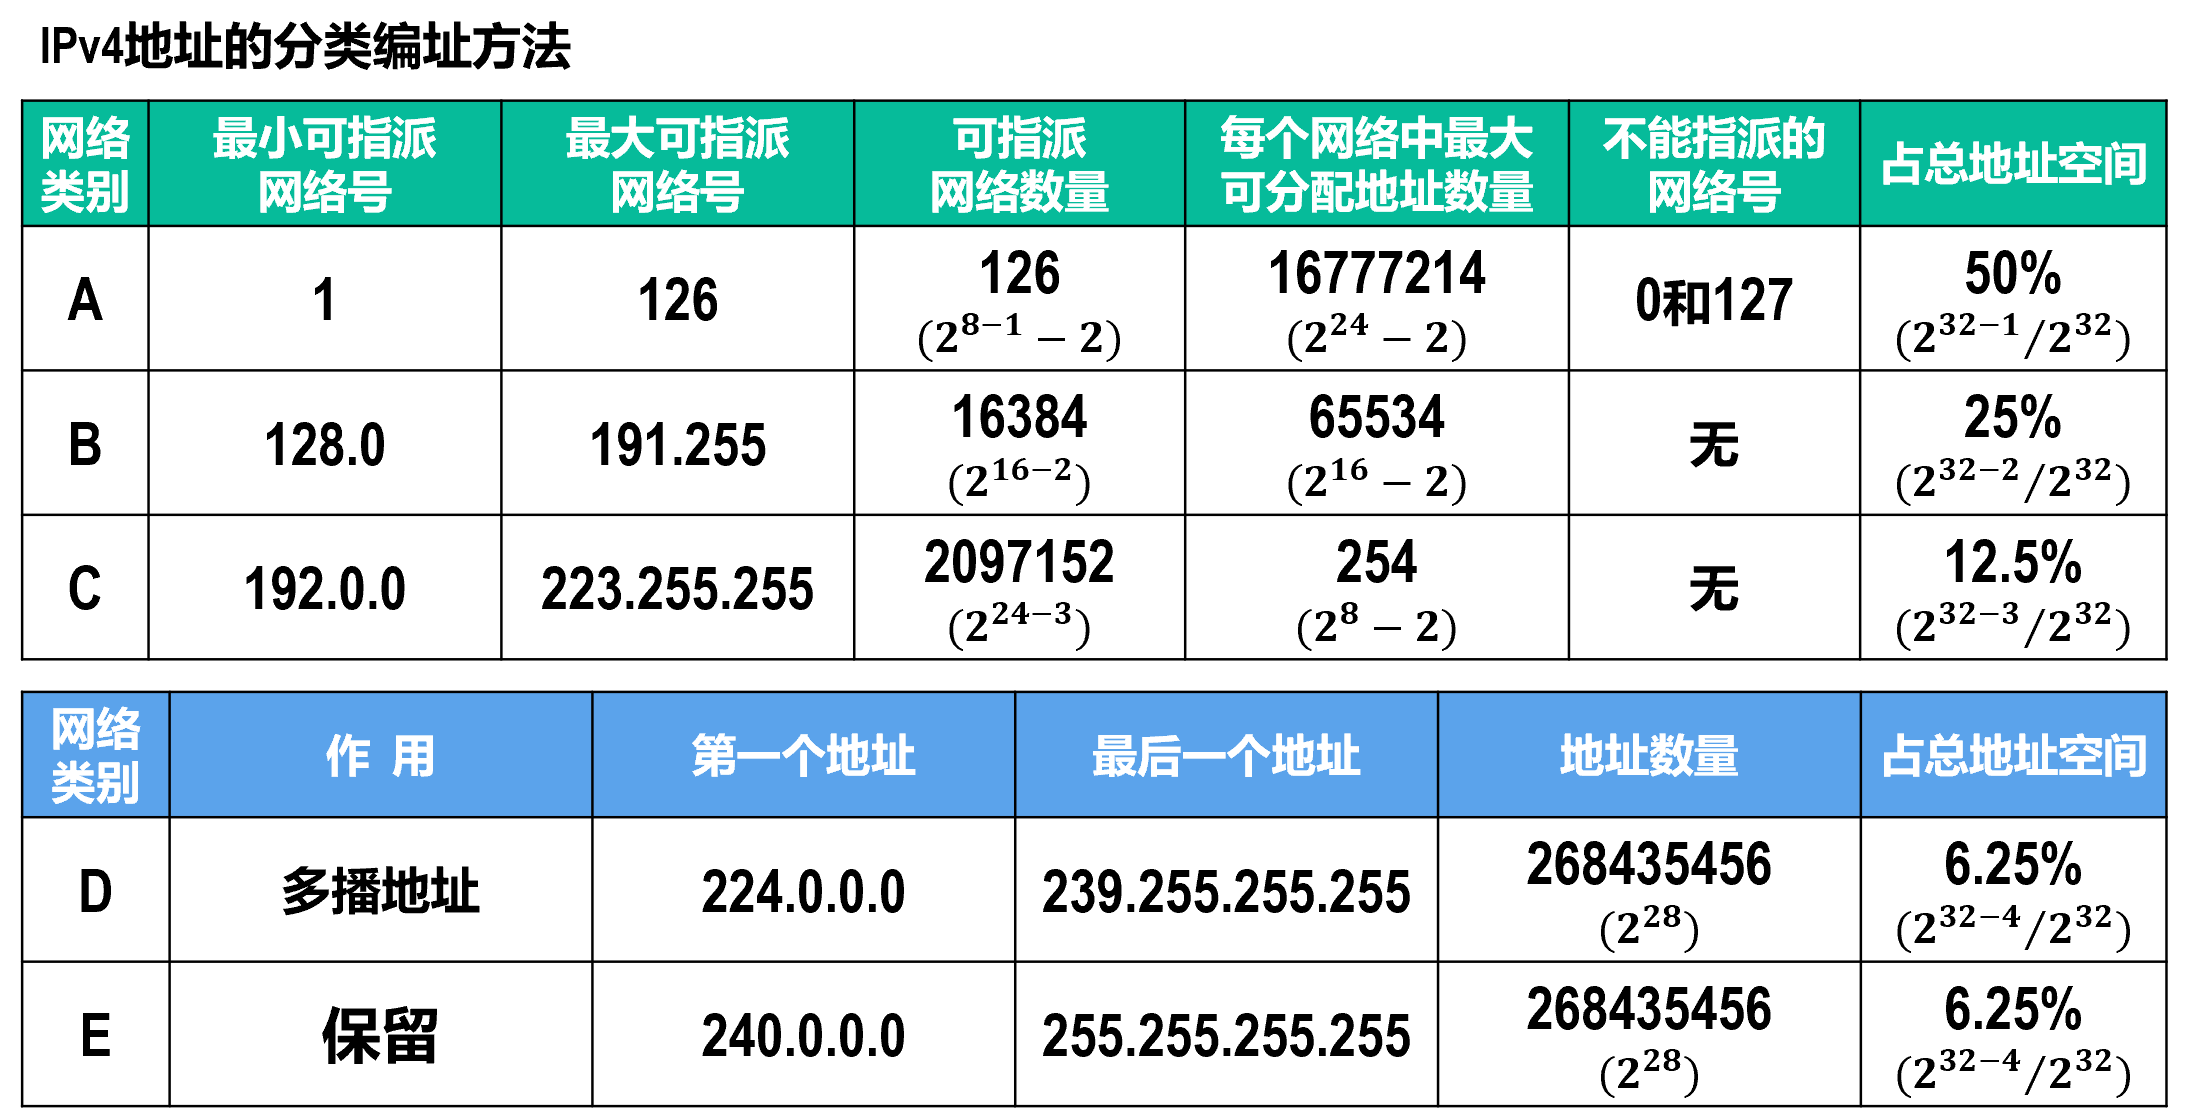 IPv4地址的分类编址方法
网络类别 最小可指派网络号 最大可指派网络号 可指派网络数量 每个网络中最大可分配地址数量 不能指派的网络号 占总地址空间
A 1 126 126 (2^{8-1} − 2) 16777214 (2^{24} − 2) 0和127 50% (2^{32-1}/2^{32})
B 128.0 191.255 16384 (2^{16-2}) 65534 (2^{16} − 2) 无 25% (2^{32-2}/2^{32})
C 192.0.0 223.255.255 2097152 (2^{24-3}) 254 (2^{8} − 2) 无 12.5% (2^{32-3}/2^{32})
网络类别 作 用 第一个地址 最后一个地址 地址数量 占总地址空间
D 多播地址 224.0.0.0 239.255.255.255 268435456 (2^{28}) 6.25% (2^{32-4}/2^{32})
E 保留 240.0.0.0 255.255.255.255 268435456 (2^{28}) 6.25% (2^{32-4}/2^{32})